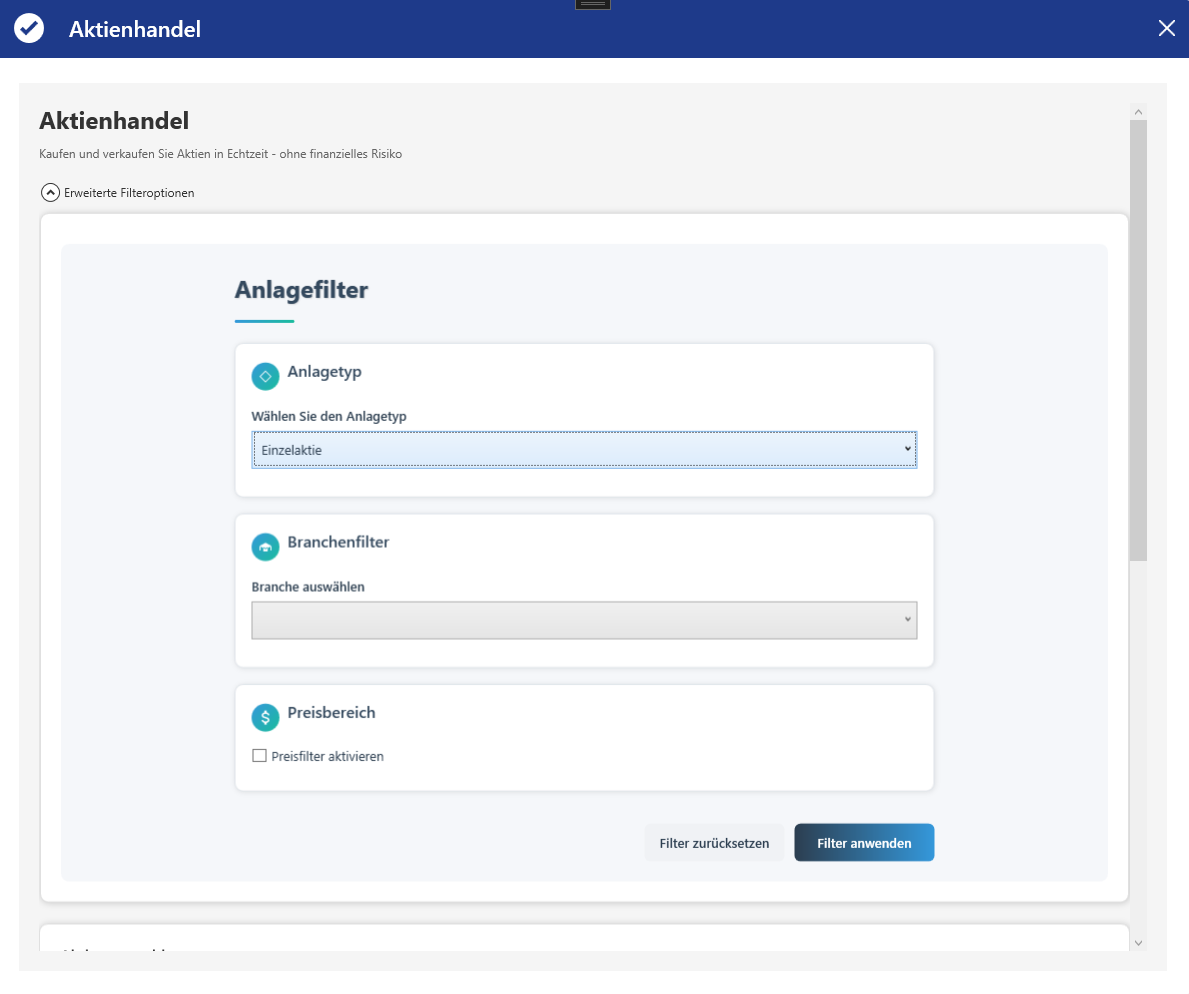 Aktienhandel
Aktienhandel
Kaufen und verkaufen Sie Aktien in Echtzeit - ohne finanzielles Risiko
Erweiterte Filteroptionen
Anlagefilter
Anlagetyp
Wählen Sie den Anlagetyp
Einzelaktie
Branchenfilter
Branche auswählen
Preisbereich
Preisfilter aktivieren
Filter zurücksetzen
Filter anwenden